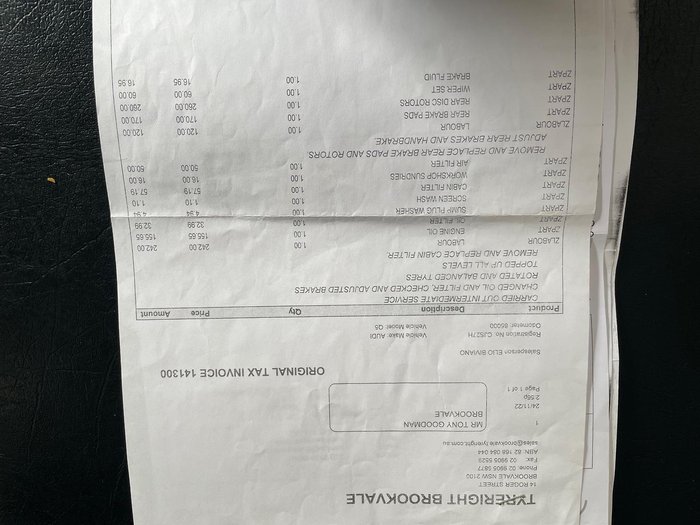 TYRERIGHT BROOKVALE
14 ROGER STREET
BROOKVALE NSW 2100
Phone: 02 9905 5877
Fax: 02 9905 5529
ABN: 82 168 084 044
sales@brookvale.tyreright.com.au
1
MR TONY GOODMAN
BROOKVALE
24/11/22
2:56p
Page 1 of 1
ORIGINAL TAX INVOICE 141300
Salesperson ELIO BIVIANO
Registration No. CJS27H Vehicle Make AUDI
Odometer 85000 Vehicle Model Q5
Product Description Qty Price Amount
CARRIED OUT INTERMEDIATE SERVICE
CHANGED OIL AND FILTER ,CHECKED AND ADJUSTED BRAKES
ROTATED AND BALANCED TYRES
TOPPED UP ALL LEVELS
REMOVE AND REPLACE CABIN FILTER
ZLABOUR LABOUR 1.00 242.00 242.00
ZPART ENGINE OIL 1.00 155.65 155.65
ZPART OIL FILTER 1.00 32.99 32.99
ZPART SUMP PLUG WASHER 1.00 4.94 4.94
ZPART SCREEN WASH 1.00 1.10 1.10
ZPART CABIN FILTER 1.00 57.19 57.19
ZPART WORKSHOP SUNDRIES 1.00 16.00 16.00
ZPART AIR FILTER 1.00 50.00 50.00
REMOVE AND REPLACE REAR BRAKE PADS AND ROTORS
ADJUST REAR BRAKES AND HANDBRAKE
ZLABOUR LABOUR 1.00 120.00 120.00
ZPART REAR BRAKE PADS 1.00 170.00 170.00
ZPART REAR DISC ROTORS 1.00 260.00 260.00
ZPART WIPER SET 1.00 60.00 60.00
ZPART BRAKE FLUID 1.00 16.95 16.95